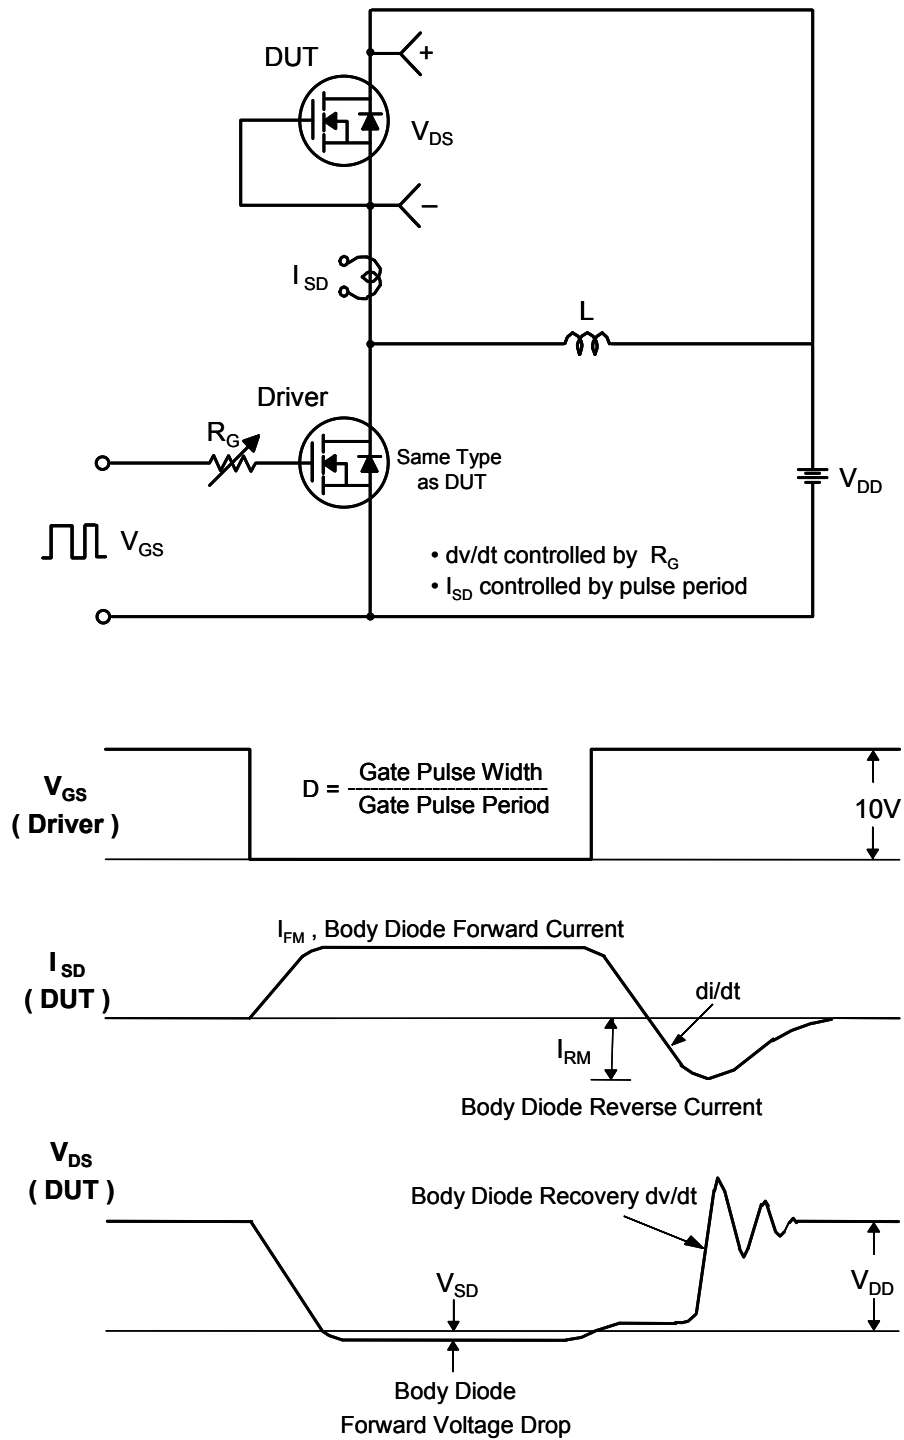 DUT
+
V_DS
–
I_SD
L
Driver
R_G
Same Type
as DUT
V_DD
V_GS
• dv/dt controlled by R_G
• I_SD controlled by pulse period
V_GS
( Driver )
D = Gate Pulse Width
Gate Pulse Period
10V
I_FM , Body Diode Forward Current
I_SD
( DUT )
di/dt
I_RM
Body Diode Reverse Current
V_DS
( DUT )
Body Diode Recovery dv/dt
V_SD
V_DD
Body Diode
Forward Voltage Drop